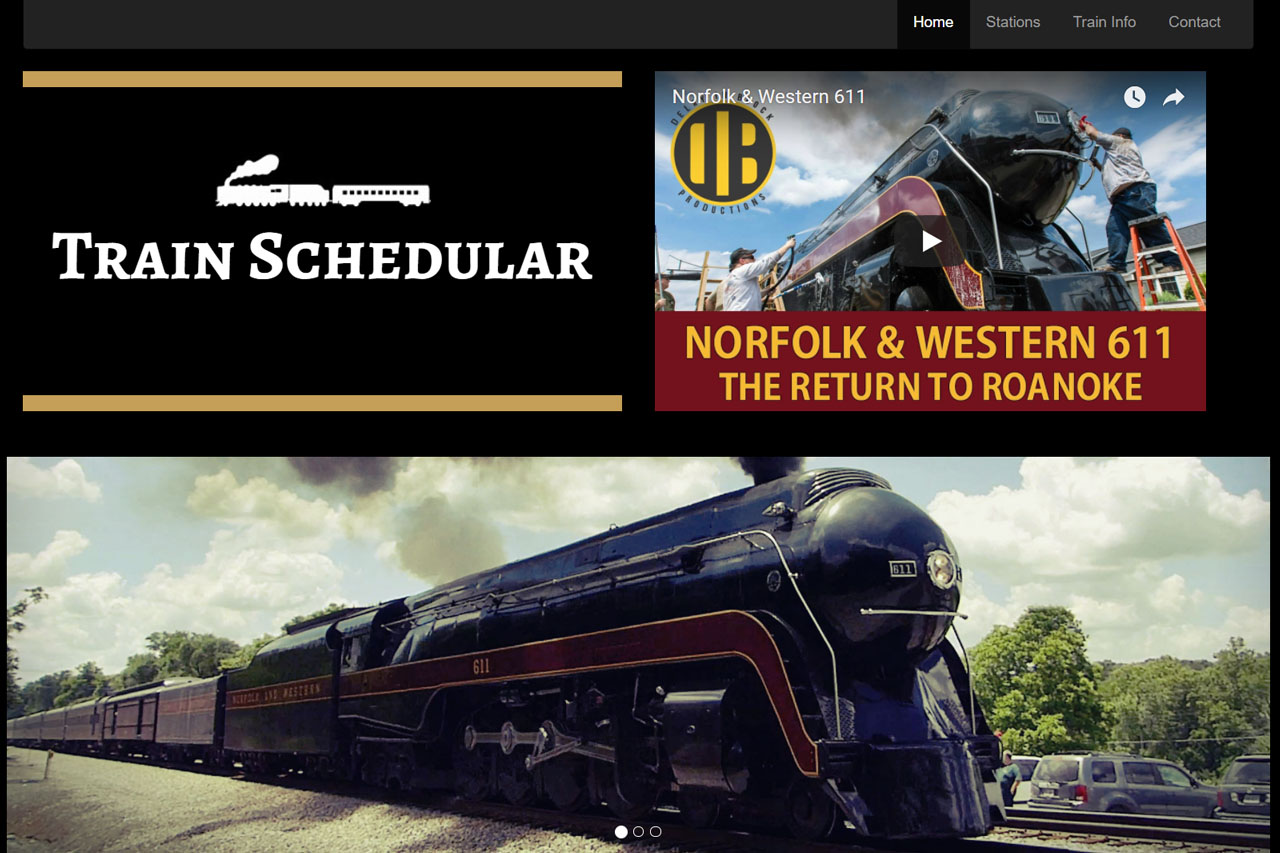 Home Stations Train Info Contact
Train Schedular
Norfolk & Western 611
PRODUCTIONS
611
NORFOLK & WESTERN 611
THE RETURN TO ROANOKE
611
611
NORFOLK AND WESTERN